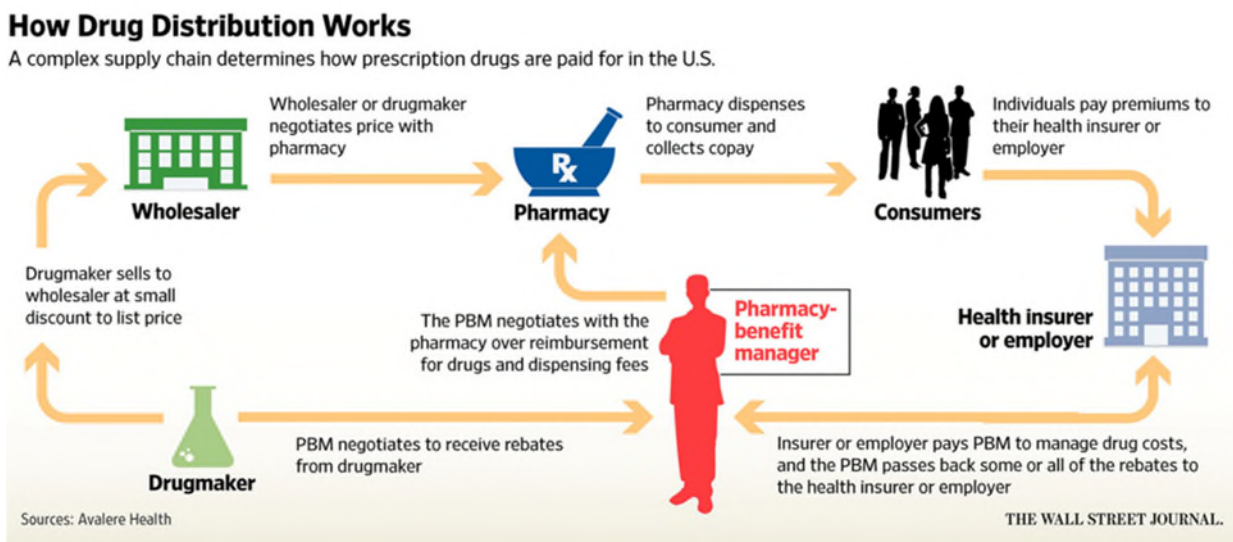 How Drug Distribution Works
A complex supply chain determines how prescription drugs are paid for in the U.S.
Wholesaler or drugmaker
negotiates price with
pharmacy
Pharmacy dispenses
to consumer and
collects copay
Individuals pay premiums to
their health insurer or
employer
Rx
Wholesaler
Pharmacy
Consumers
Drugmaker sells to
wholesaler at small
discount to list price
The PBM negotiates with the
pharmacy over reimbursement
for drugs and dispensing fees
Pharmacy-
benefit
manager
Health insurer
or employer
PBM negotiates to receive rebates
from drugmaker
Insurer or employer pays PBM to manage drug costs,
and the PBM passes back some or all of the rebates to
the health insurer or employer
Drugmaker
Sources: Avalere Health
THE WALL STREET JOURNAL.